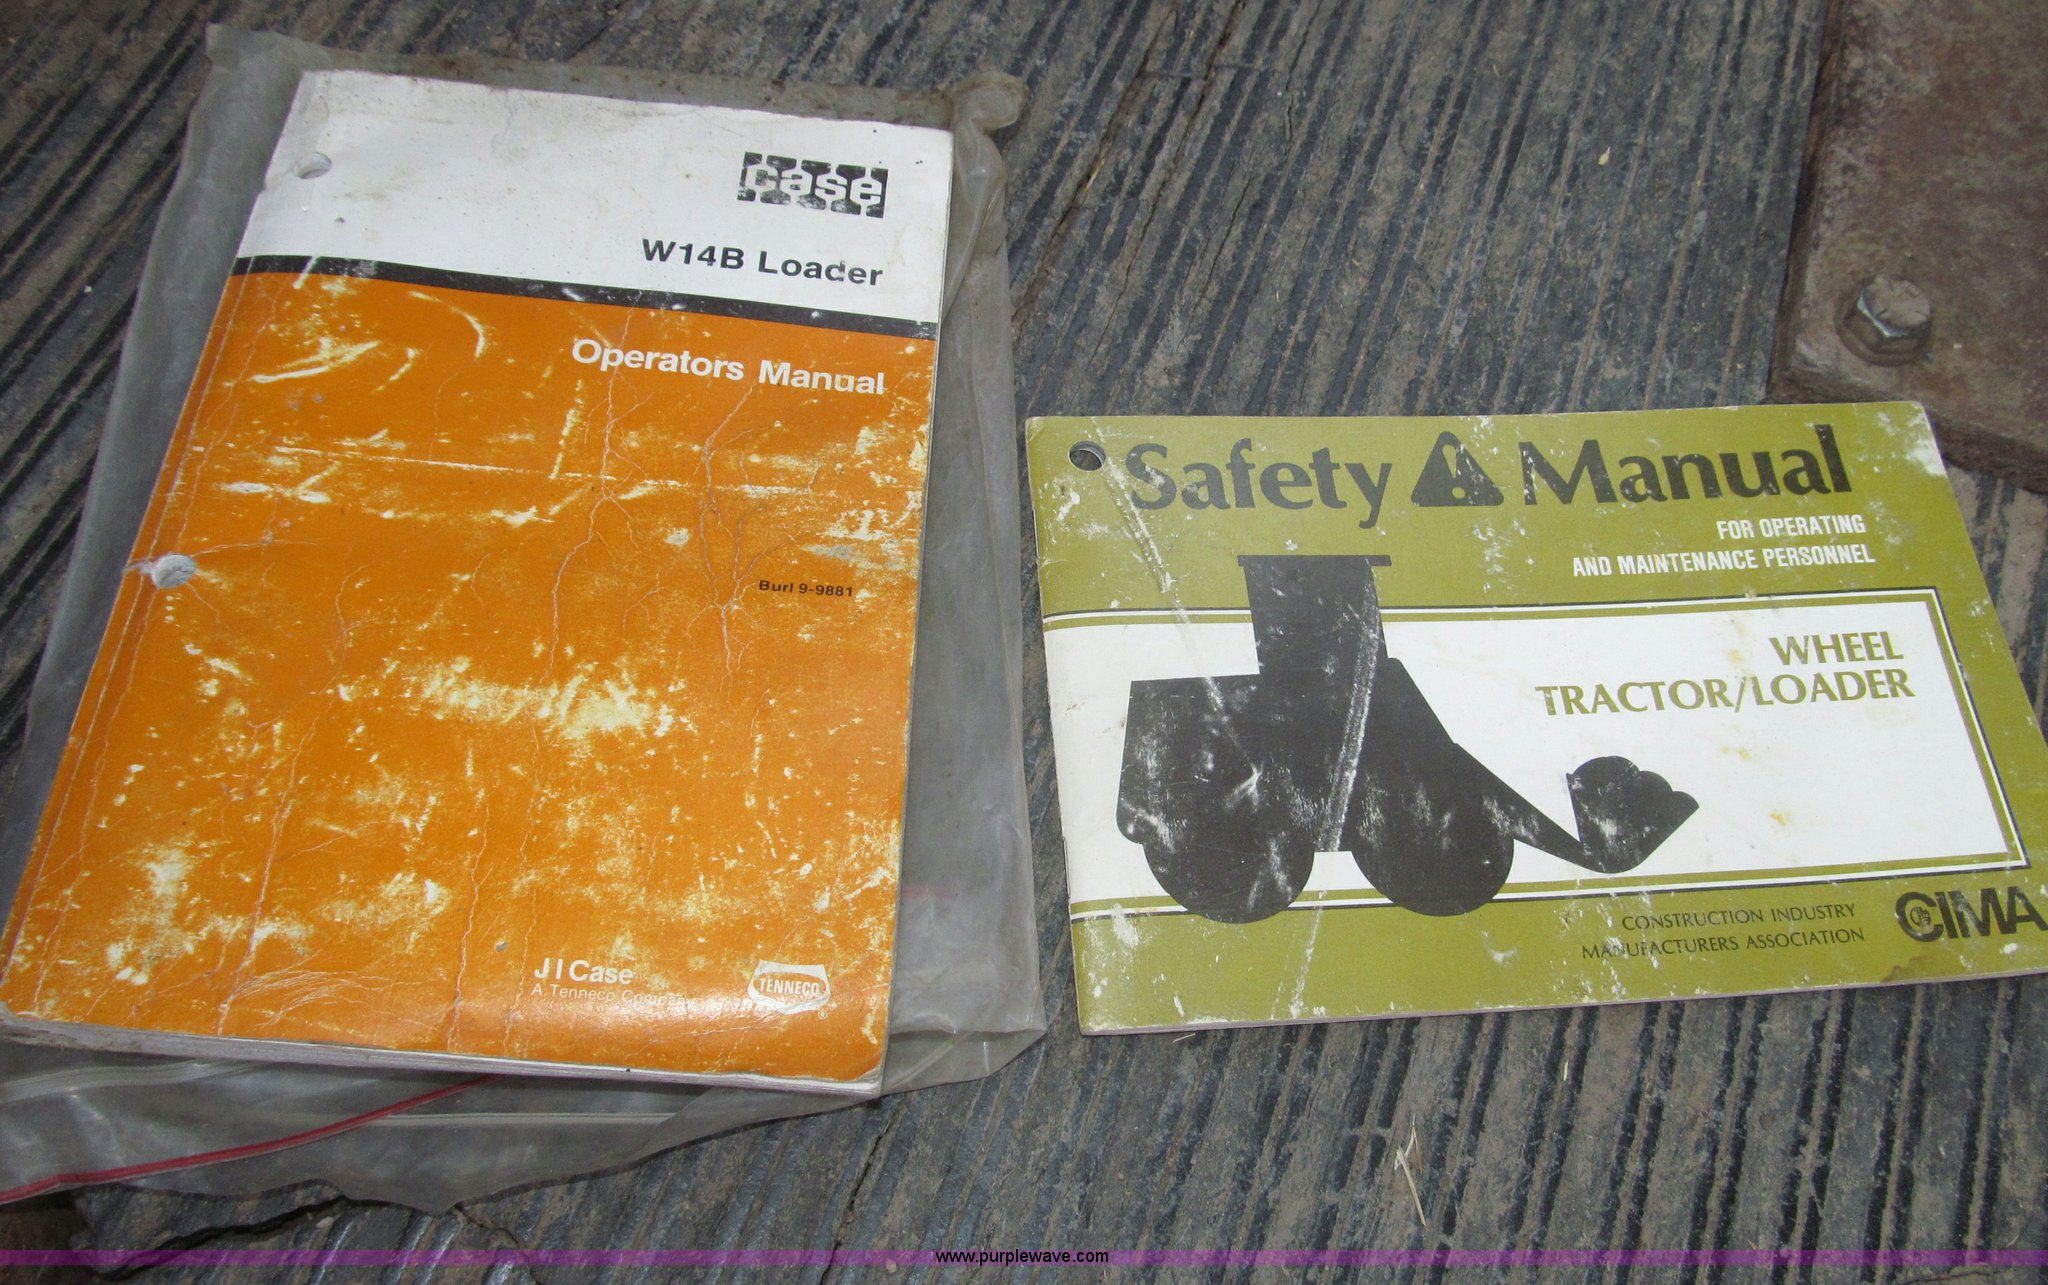 case
W14B Loader
Operators Manual
Burl 9-9881
J I Case
A Tenneco Company
TENNECO
Safety Manual
FOR OPERATING
AND MAINTENANCE PERSONNEL
WHEEL
TRACTOR/LOADER
CONSTRUCTION INDUSTRY
MANUFACTURERS ASSOCIATION
CIMA
www.purplewave.com